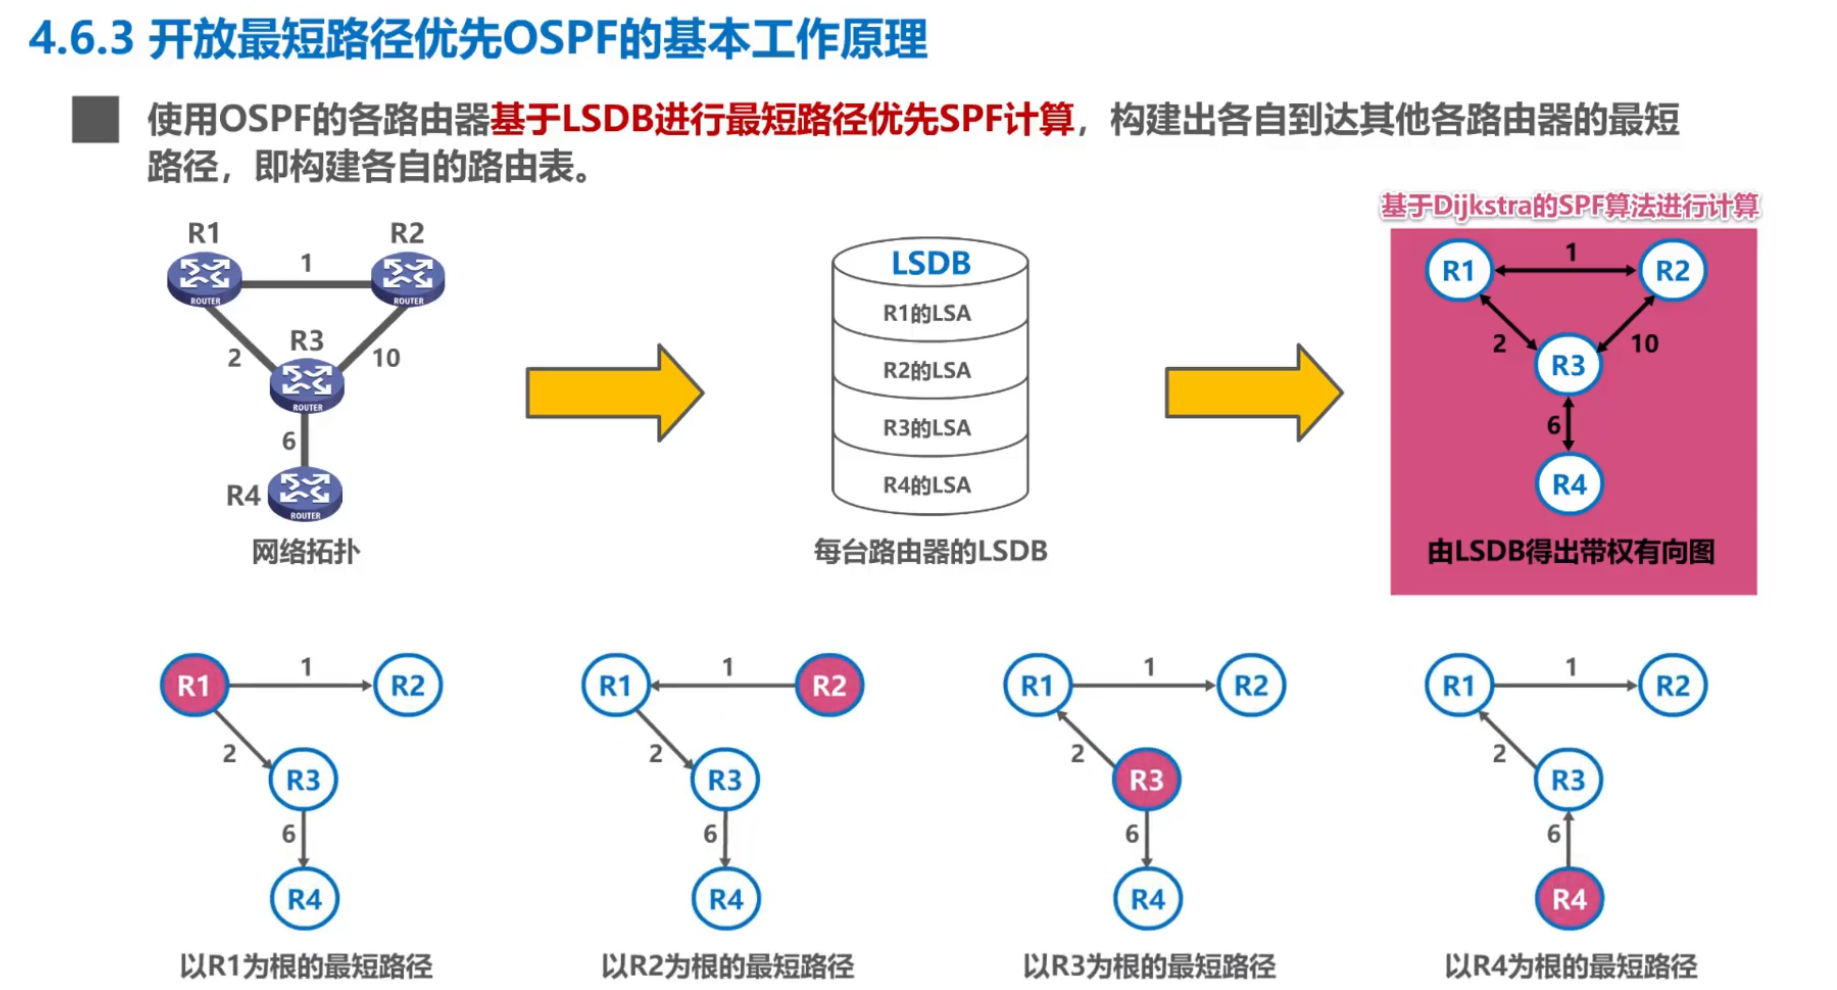 4.6.3 开放最短路径优先OSPF的基本工作原理
使用OSPF的各路由器基于LSDB进行最短路径优先SPF计算，构建出各自到达其他各路由器的最短
路径，即构建各自的路由表。
基于Dijkstra的SPF算法进行计算
R1
R2
1
ROUTER
ROUTER
R3
2
10
ROUTER
6
R4
ROUTER
网络拓扑
LSDB
R1的LSA
R2的LSA
R3的LSA
R4的LSA
每台路由器的LSDB
R1
1
R2
2
10
R3
6
R4
由LSDB得出带权有向图
R1
1
R2
2
R3
6
R4
以R1为根的最短路径
R1
1
R2
2
R3
6
R4
以R2为根的最短路径
R1
1
R2
2
R3
6
R4
以R3为根的最短路径
R1
1
R2
2
R3
6
R4
以R4为根的最短路径